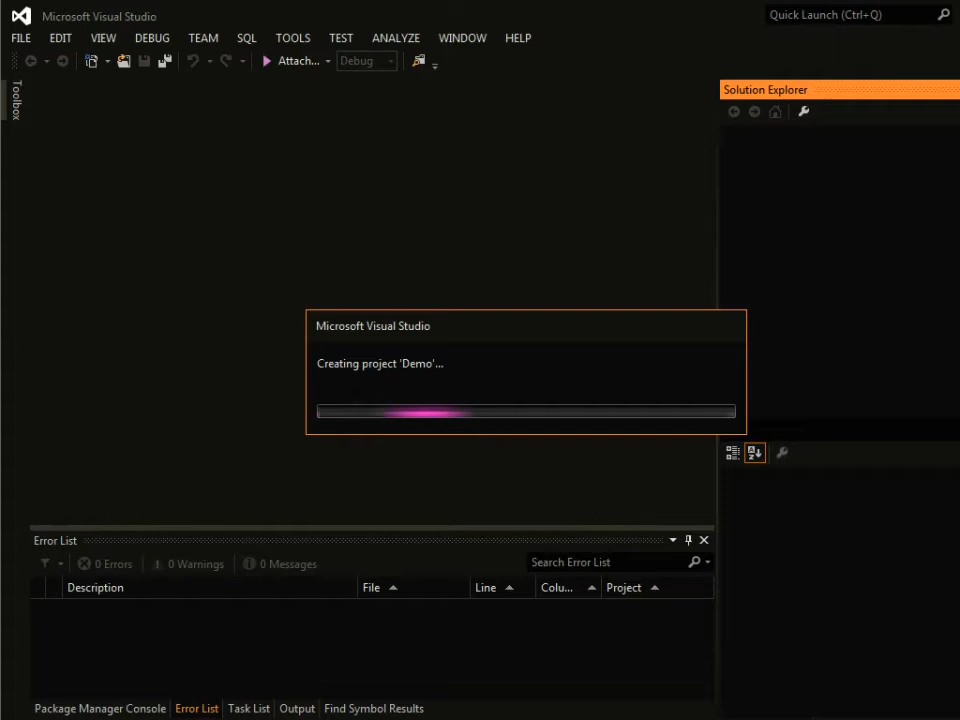 Microsoft Visual Studio
Quick Launch (Ctrl+Q)
FILE EDIT VIEW DEBUG TEAM SQL TOOLS TEST ANALYZE WINDOW HELP
Attach... Debug
Toolbox
Solution Explorer
Microsoft Visual Studio
Creating project 'Demo'...
Error List
0 Errors 0 Warnings 0 Messages Search Error List
Description File Line Colu... Project
Package Manager Console Error List Task List Output Find Symbol Results